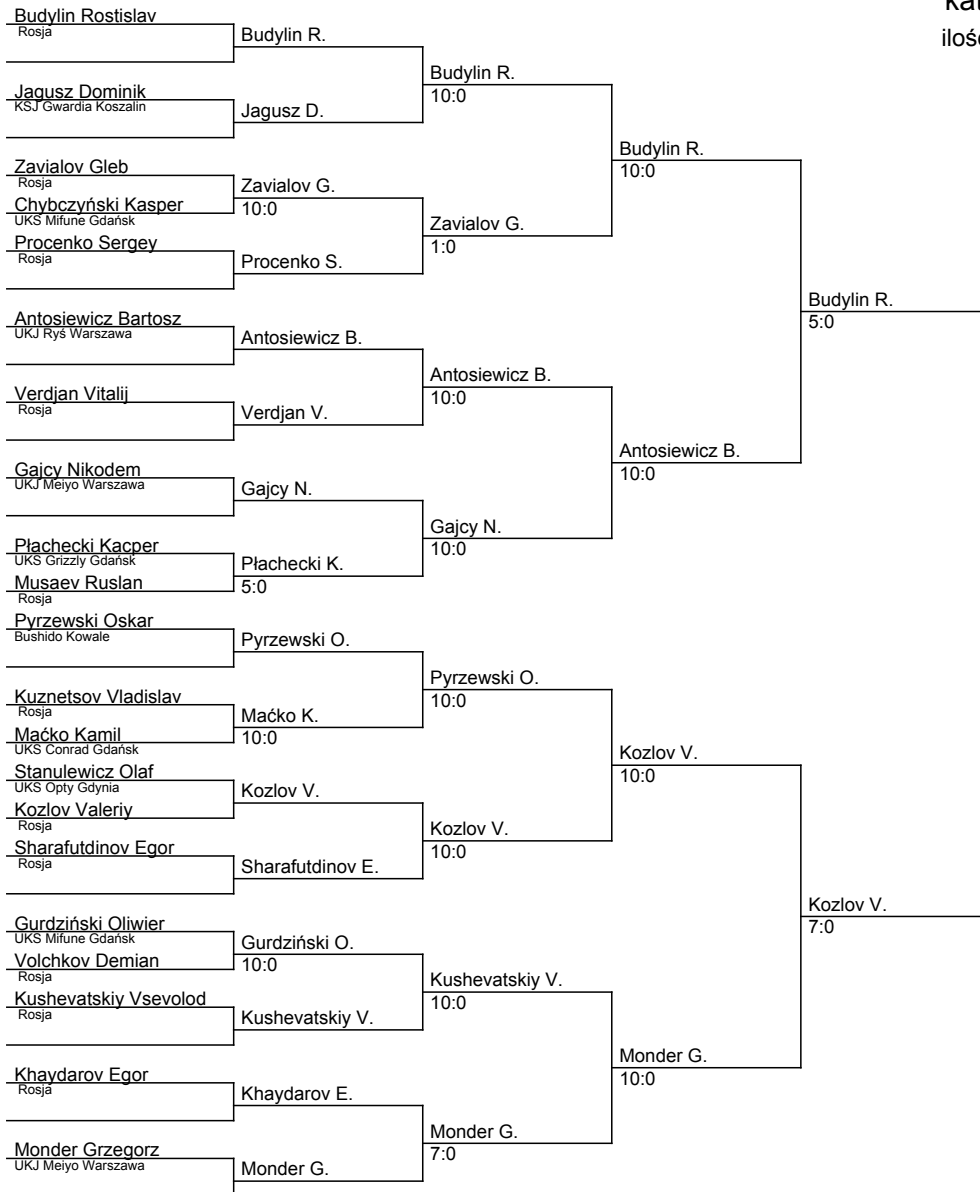 kat
ilość
Budylin Rostislav
Rosja
Jagusz Dominik
KSJ Gwardia Koszalin
Zavialov Gleb
Rosja
Chybczyński Kasper
UKS Mifune Gdańsk
Procenko Sergey
Rosja
Antosiewicz Bartosz
UKJ Ryś Warszawa
Verdjan Vitalij
Rosja
Gajcy Nikodem
UKJ Meiyo Warszawa
Płachecki Kacper
UKS Grizzly Gdańsk
Musaev Ruslan
Rosja
Pyrzewski Oskar
Bushido Kowale
Kuznetsov Vladislav
Rosja
Maćko Kamil
UKS Conrad Gdańsk
Stanulewicz Olaf
UKS Opty Gdynia
Kozlov Valeriy
Rosja
Sharafutdinov Egor
Rosja
Gurdziński Oliwier
UKS Mifune Gdańsk
Volchkov Demian
Rosja
Kushevatskiy Vsevolod
Rosja
Khaydarov Egor
Rosja
Monder Grzegorz
UKJ Meiyo Warszawa
Budylin R.
Jagusz D.
Zavialov G.
10:0
Procenko S.
Antosiewicz B.
Verdjan V.
Gajcy N.
Płachecki K.
5:0
Pyrzewski O.
Maćko K.
10:0
Kozlov V.
Sharafutdinov E.
Gurdziński O.
10:0
Kushevatskiy V.
Khaydarov E.
Monder G.
Budylin R.
10:0
Zavialov G.
1:0
Antosiewicz B.
10:0
Gajcy N.
10:0
Pyrzewski O.
10:0
Kozlov V.
10:0
Kushevatskiy V.
10:0
Monder G.
7:0
Budylin R.
10:0
Antosiewicz B.
10:0
Kozlov V.
10:0
Monder G.
10:0
Budylin R.
5:0
Kozlov V.
7:0